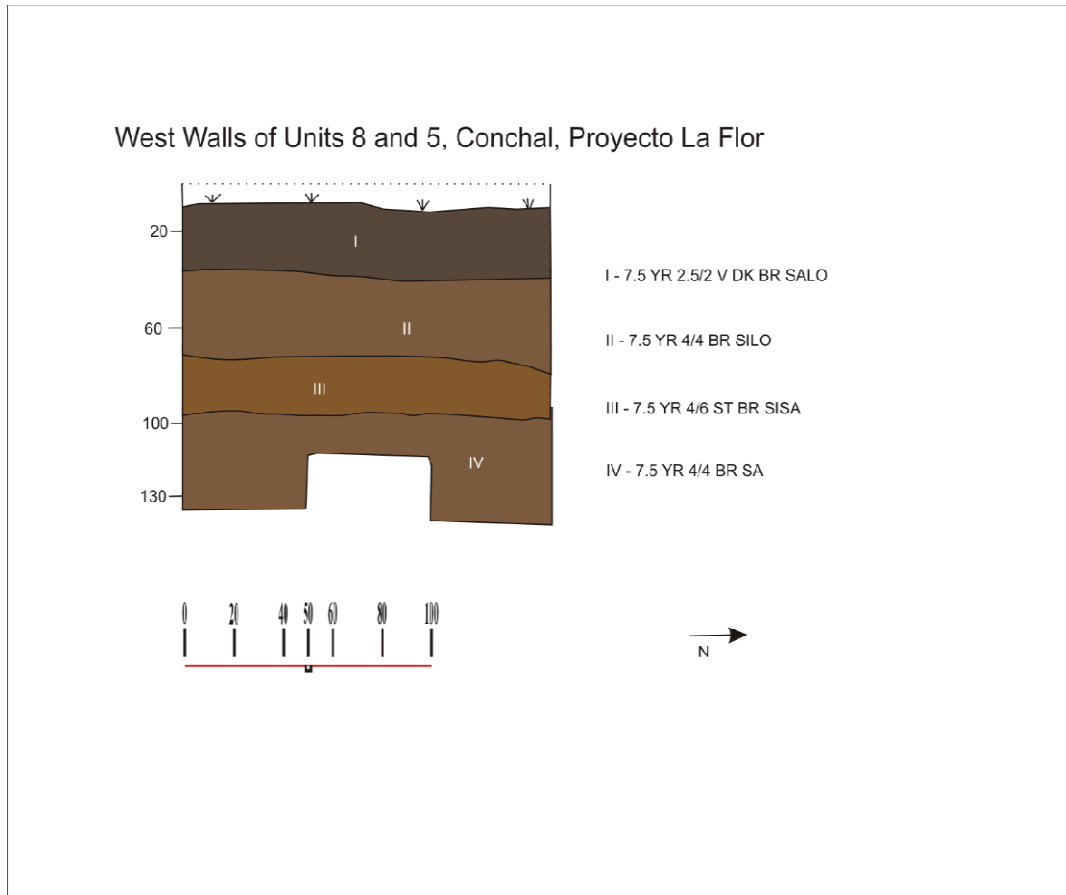 West Walls of Units 8 and 5, Conchal, Proyecto La Flor
20
I
I - 7.5 YR 2.5/2 V DK BR SALO
60
II
II - 7.5 YR 4/4 BR SILO
III
III - 7.5 YR 4/6 ST BR SISA
100
IV
IV - 7.5 YR 4/4 BR SA
130
0 20 40 50 60 80 100
N